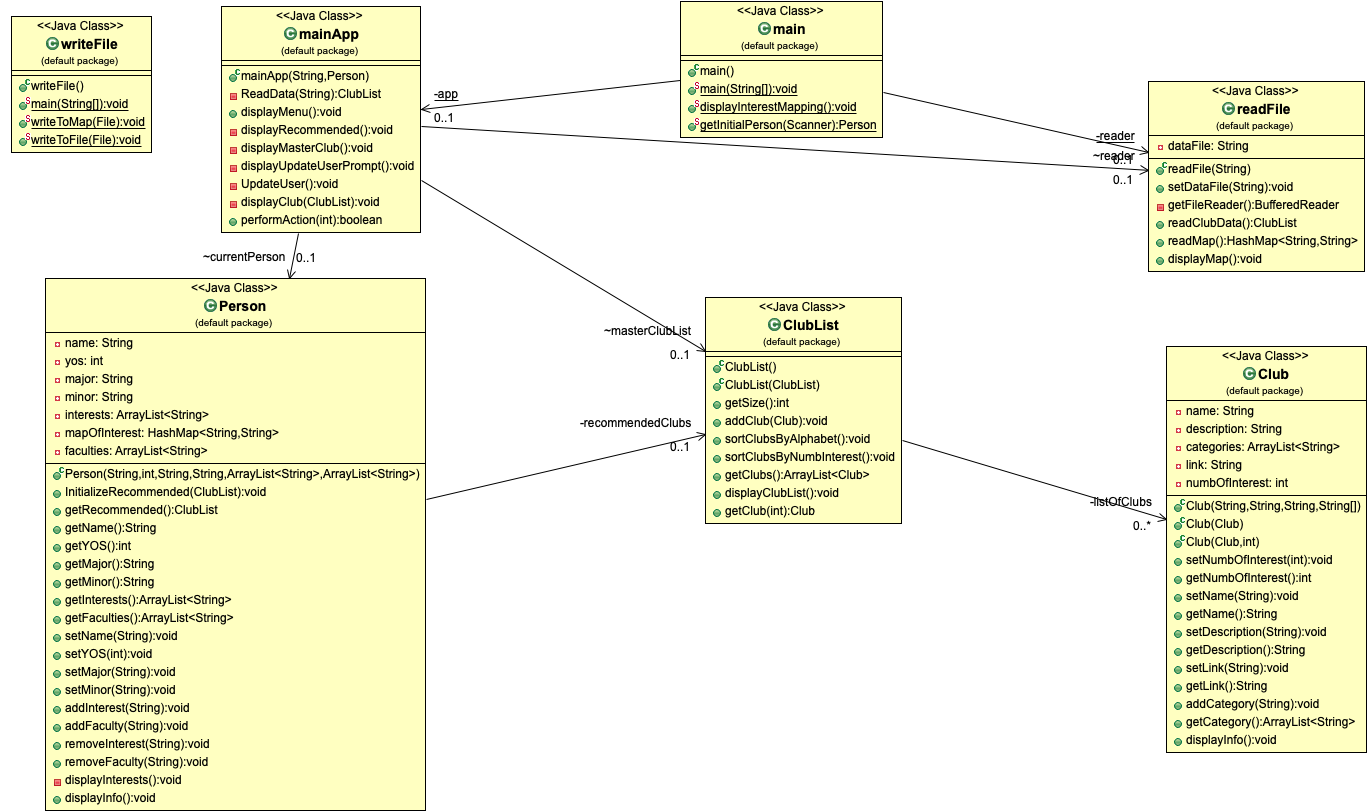 <<Java Class>>
writeFile
(default package)
writeFile()
main(String[]):void
writeToMap(File):void
writeToFile(File):void
<<Java Class>>
mainApp
(default package)
mainApp(String,Person)
ReadData(String):ClubList
displayMenu():void
displayRecommended():void
displayMasterClub():void
displayUpdateUserPrompt():void
UpdateUser():void
displayClub(ClubList):void
performAction(int):boolean
<<Java Class>>
main
(default package)
main()
main(String[]):void
displayInterestMapping():void
getInitialPerson(Scanner):Person
-app
0..1
<<Java Class>>
readFile
(default package)
dataFile: String
readFile(String)
setDataFile(String):void
getFileReader():BufferedReader
readClubData():ClubList
readMap():HashMap<String,String>
displayMap():void
-reader
0..1
~reader
0..1
~currentPerson
0..1
<<Java Class>>
Person
(default package)
name: String
yos: int
major: String
minor: String
interests: ArrayList<String>
mapOfInterest: HashMap<String,String>
faculties: ArrayList<String>
Person(String,int,String,String,ArrayList<String>,ArrayList<String>)
InitializeRecommended(ClubList):void
getRecommended():ClubList
getName():String
getYOS():int
getMajor():String
getMinor():String
getInterests():ArrayList<String>
getFaculties():ArrayList<String>
setName(String):void
setYOS(int):void
setMajor(String):void
setMinor(String):void
addInterest(String):void
addFaculty(String):void
removeInterest(String):void
removeFaculty(String):void
displayInterests():void
displayInfo():void
~masterClubList
0..1
-recommendedClubs
0..1
<<Java Class>>
ClubList
(default package)
ClubList()
ClubList(ClubList)
getSize():int
addClub(Club):void
sortClubsByAlphabet():void
sortClubsByNumbInterest():void
getClubs():ArrayList<Club>
displayClubList():void
getClub(int):Club
-listOfClubs
0..*
<<Java Class>>
Club
(default package)
name: String
description: String
categories: ArrayList<String>
link: String
numbOfInterest: int
Club(String,String,String,String[])
Club(Club)
Club(Club,int)
setNumbOfInterest(int):void
getNumbOfInterest():int
setName(String):void
getName():String
setDescription(String):void
getDescription():String
setLink(String):void
getLink():String
addCategory(String):void
getCategory():ArrayList<String>
displayInfo():void